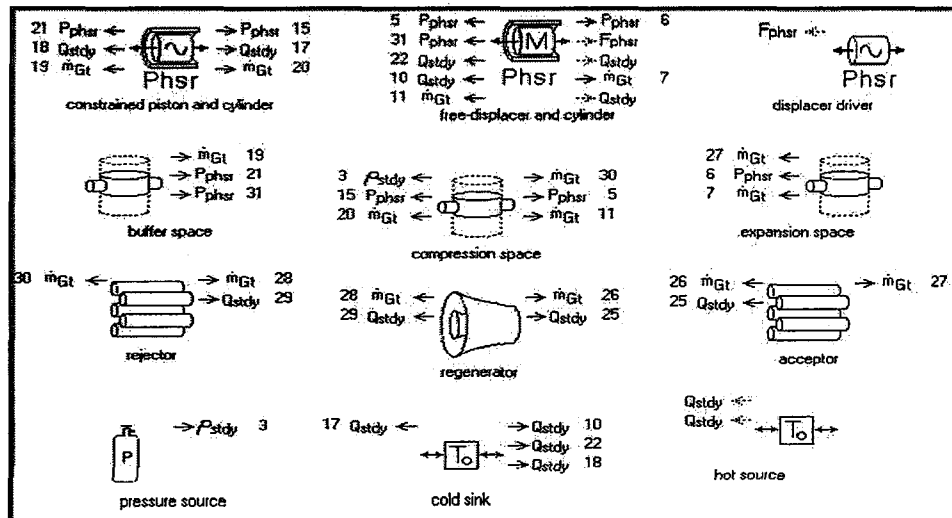 21 Pphsr Pphsr 15
18 Qstdy Qstdy 17
19 ṁGt ṁGt 20
Phsr
constrained piston and cylinder
5 Pphsr Pphsr 6
31 Pphsr M Fphsr
22 Qstdy Qstdy
10 Qstdy Phsr ṁGt 7
11 ṁGt Qstdy
free-displacer and cylinder
Fphsr
Phsr
displacer driver
ṁGt 19
Pphsr 21
Pphsr 31
buffer space
3 ρstdy ṁGt 30
15 Pphsr Pphsr 5
20 ṁGt ṁGt 11
compression space
27 ṁGt
6 Pphsr
7 ṁGt
expansion space
30 ṁGt ṁGt 28
Qstdy 29
rejector
28 ṁGt ṁGt 26
29 Qstdy Qstdy 25
regenerator
26 ṁGt ṁGt 27
25 Qstdy
acceptor
ρstdy 3
P
pressure source
17 Qstdy Qstdy 10
To Qstdy 22
Qstdy 18
cold sink
Qstdy
Qstdy
To
hot source